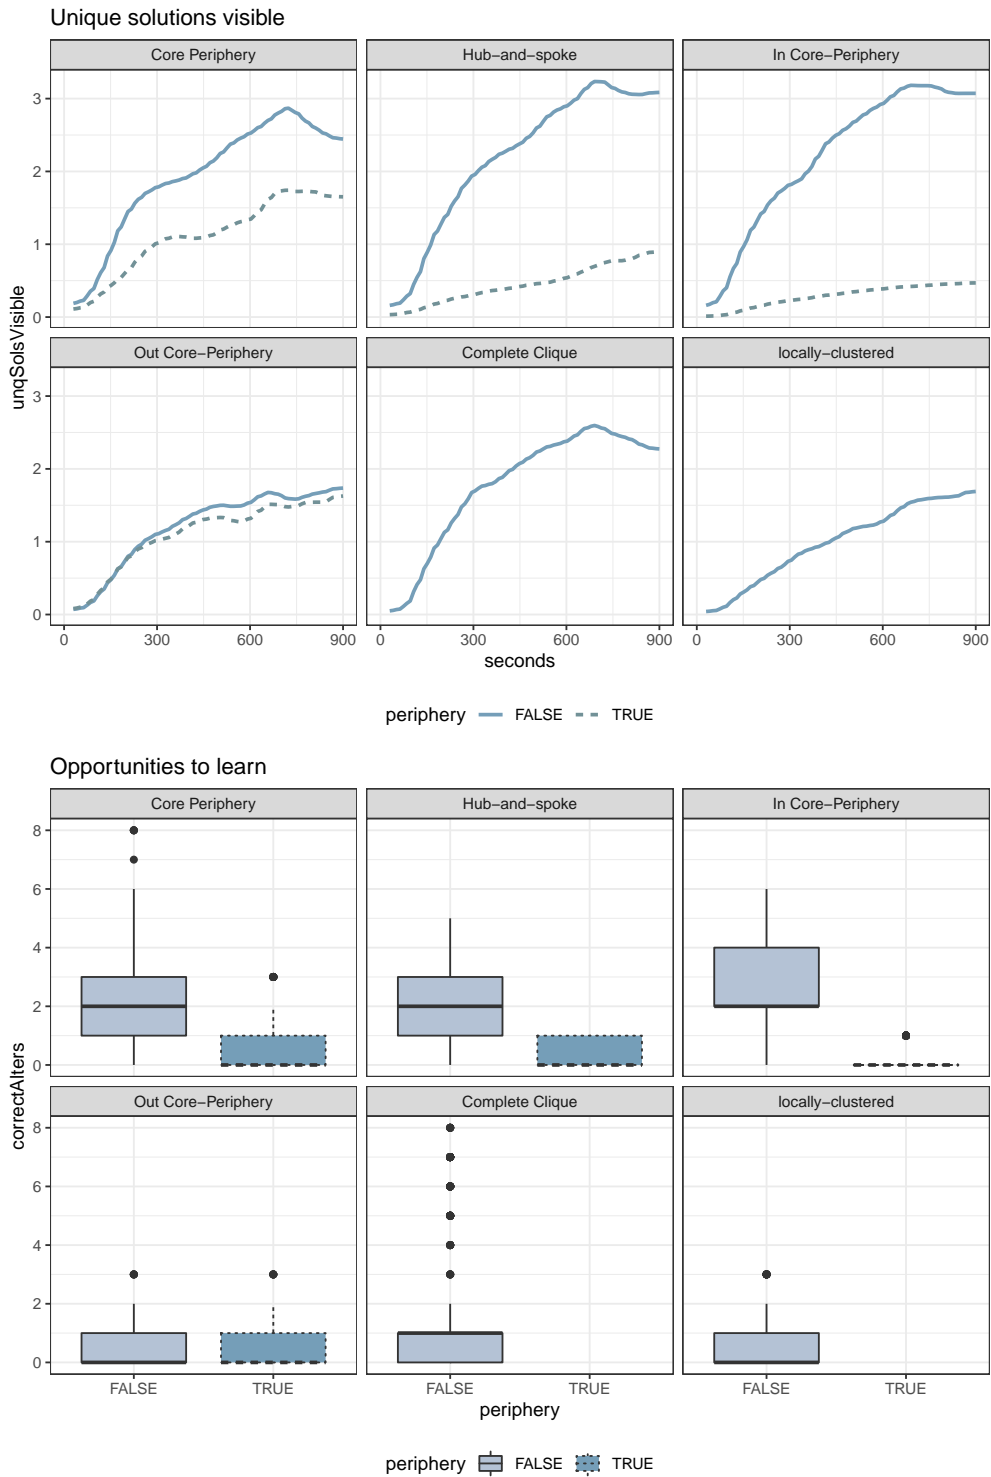 Unique solutions visible
Core Periphery
Hub−and−spoke
In Core−Periphery
3
2
1
0
Out Core−Periphery
Complete Clique
locally−clustered
3
2
1
0
unqSolsVisible
0 300 600 900
0 300 600 900
0 300 600 900
seconds
periphery FALSE TRUE
Opportunities to learn
Core Periphery
Hub−and−spoke
In Core−Periphery
8
6
4
2
0
Out Core−Periphery
Complete Clique
locally−clustered
8
6
4
2
0
correctAlters
FALSE TRUE
FALSE TRUE
FALSE TRUE
periphery
periphery FALSE TRUE